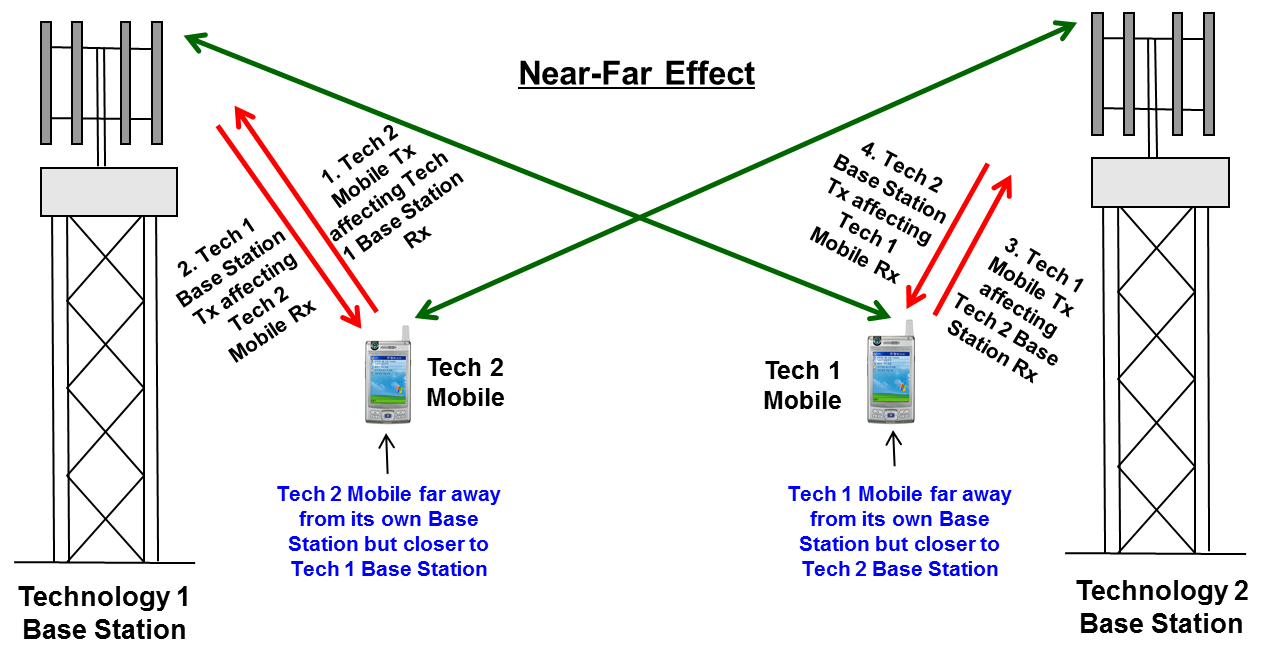 Near-Far Effect
1. Tech 2
Mobile Tx
affecting Tech
1 Base Station
Rx
2. Tech 1
Base Station
Tx affecting
Tech 2
Mobile Rx
4. Tech 2
Base Station
Tx affecting
Tech 1
Mobile Rx
3. Tech 1
Mobile Tx
affecting
Tech 2 Base
Station Rx
Tech 2
Mobile
Tech 1
Mobile
Tech 2 Mobile far away
from its own Base
Station but closer to
Tech 1 Base Station
Tech 1 Mobile far away
from its own Base
Station but closer to
Tech 2 Base Station
Technology 1
Base Station
Technology 2
Base Station